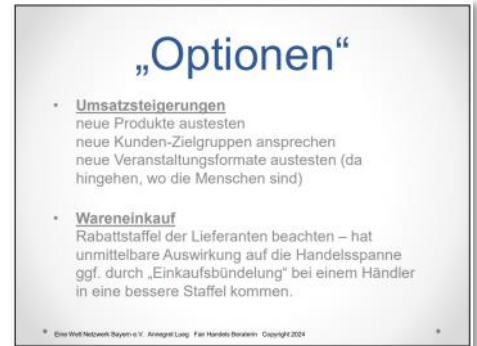 „Optionen“
• Umsatzsteigerungen
neue Produkte austesten
neue Kunden-Zielgruppen ansprechen
neue Veranstaltungsformate austesten (da
hingehen, wo die Menschen sind)
• Wareneinkauf
Rabattstaffel der Lieferanten beachten – hat
unmittelbare Auswirkung auf die Handelsspanne
ggf. durch „Einkaufsbündelung“ bei einem Händler
in eine bessere Staffel kommen.
• Eine Welt Netzwerk Bayern e.V. Annegret Lueg Fair Handels Beraterin Copyright 2024 •